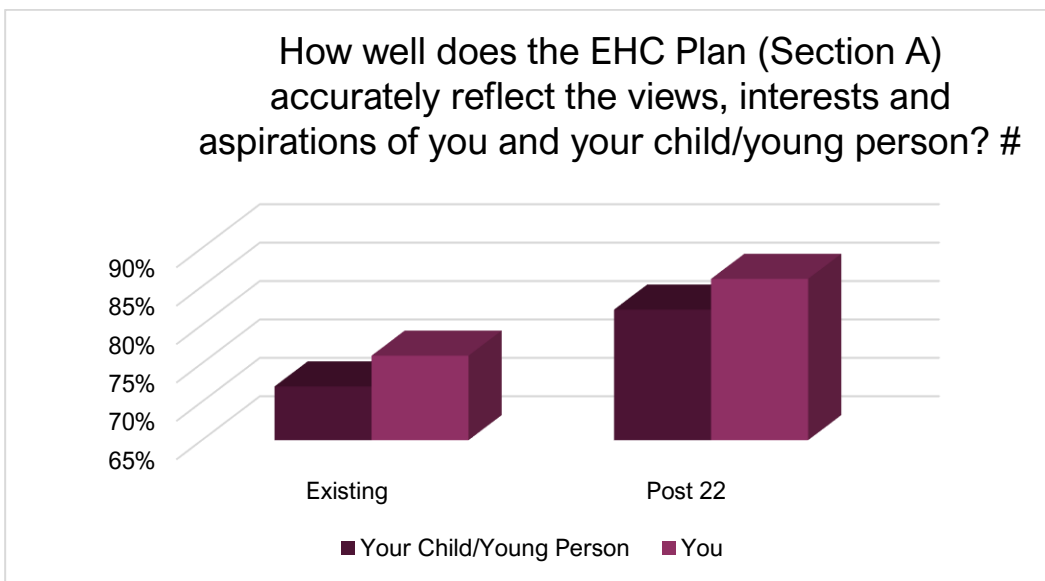 How well does the EHC Plan (Section A)
accurately reflect the views, interests and
aspirations of you and your child/young person? #
90%
85%
80%
75%
70%
65%
Existing
Post 22
Your Child/Young Person
You